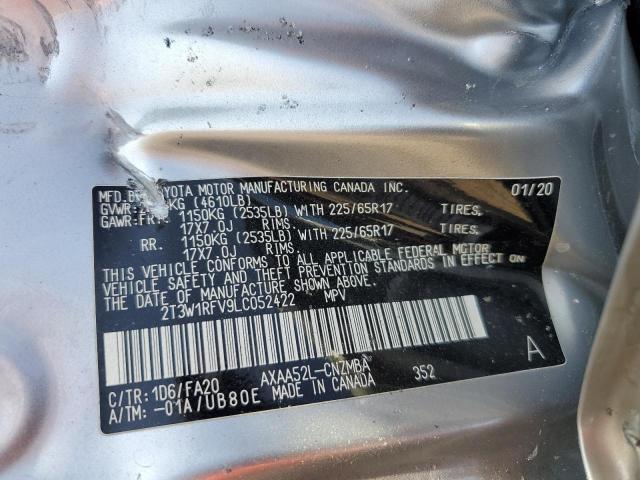 MFD. BY TOYOTA MOTOR MANUFACTURING CANADA INC. 01/20
GVWR: KG (4610LB)
GAWR: FR. 1150KG (2535LB) WITH 225/65R17 TIRES,
17X7.0J RIMS,
RR. 1150KG (2535LB) WITH 225/65R17 TIRES,
17X7.0J RIMS
THIS VEHICLE CONFORMS TO ALL APPLICABLE FEDERAL MOTOR
VEHICLE SAFETY AND THEFT PREVENTION STANDARDS IN EFFECT ON
THE DATE OF MANUFACTURE SHOWN ABOVE.
2T3W1RFV9LC052422 MPV
A
C/TR: 1D6/FA20 AXAA52L-CNZMBA 352
A/TM: -01A/UB80E MADE IN CANADA